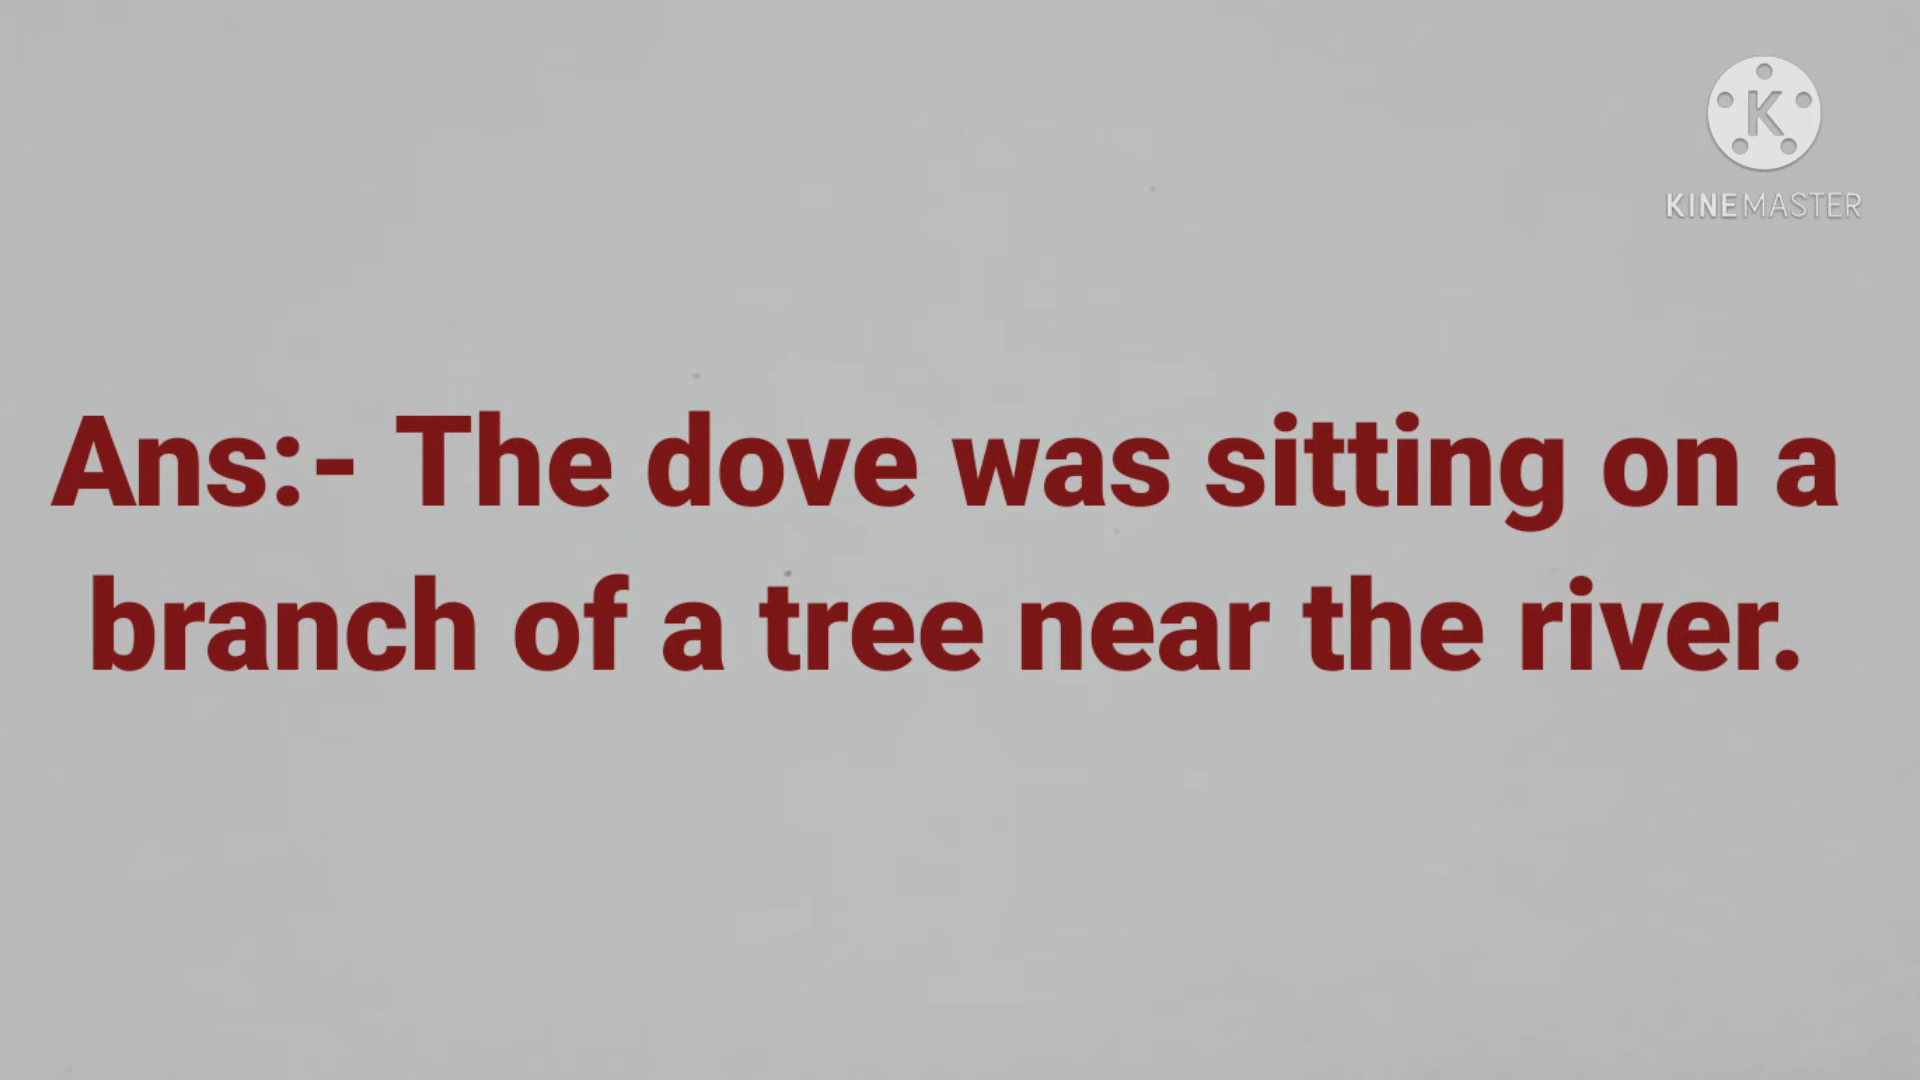 K
KINEMASTER
Ans:- The dove was sitting on a
branch of a tree near the river.